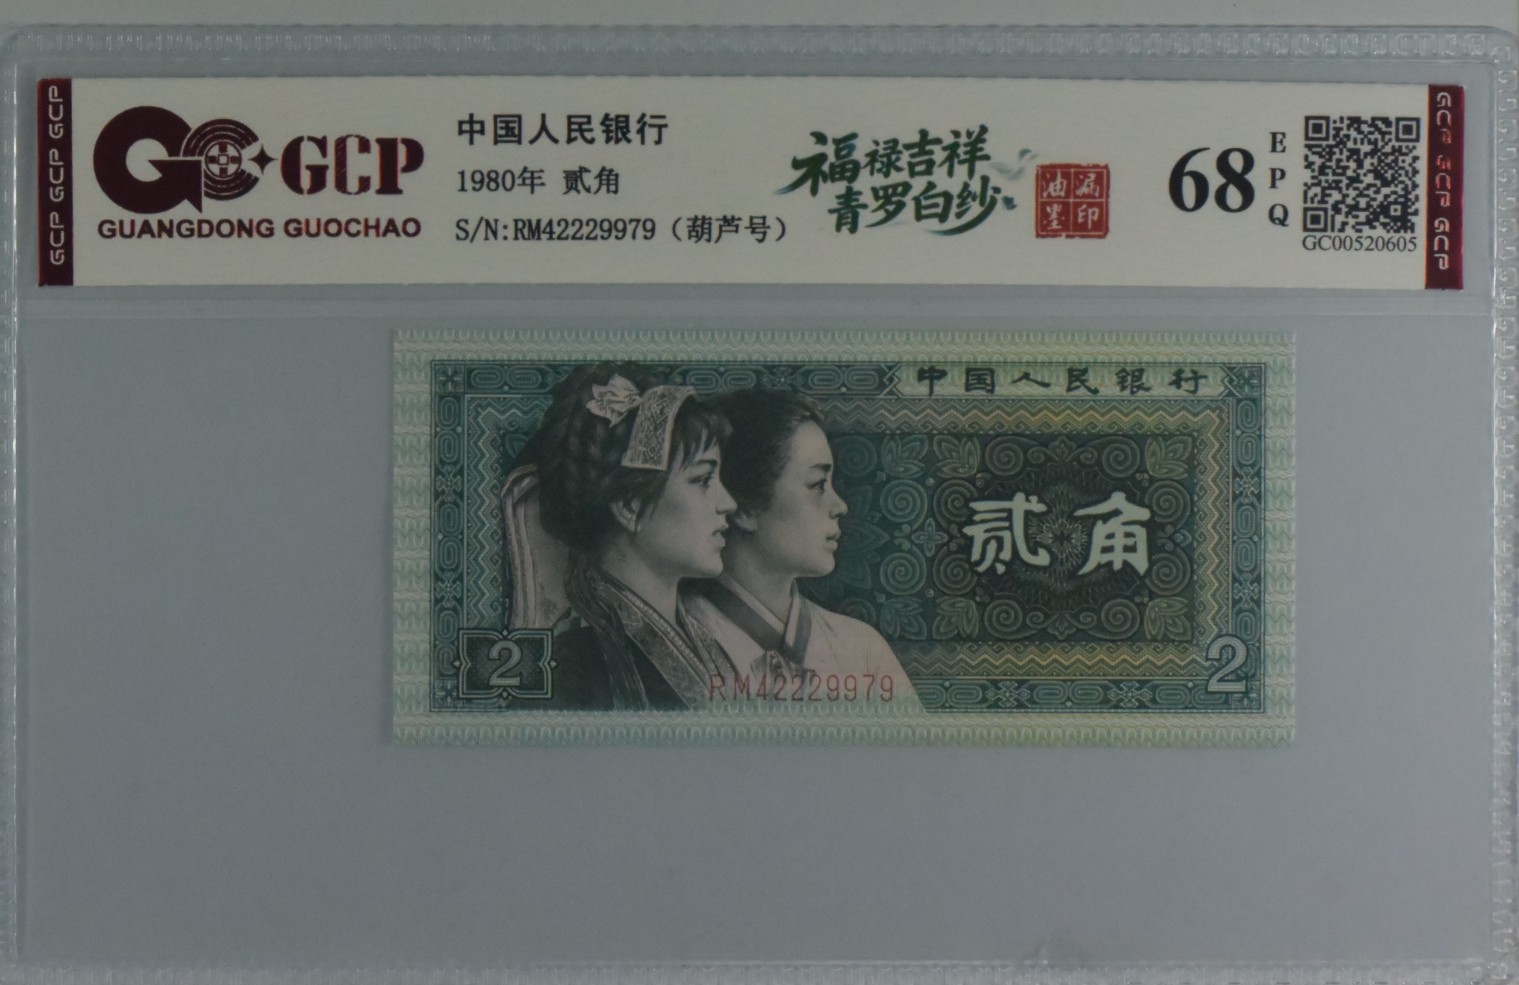 GCP GCP GCP
GCP
GUANGDONG GUOCHAO
中国人民银行
1980年 贰角
S/N:RM42229979（葫芦号）
福禄吉祥
青罗白纱
油漏
墨印
68
EPQ
GC00520605
GCP GCP GCP GCP
中国人民银行
贰角
2
2
RM42229979